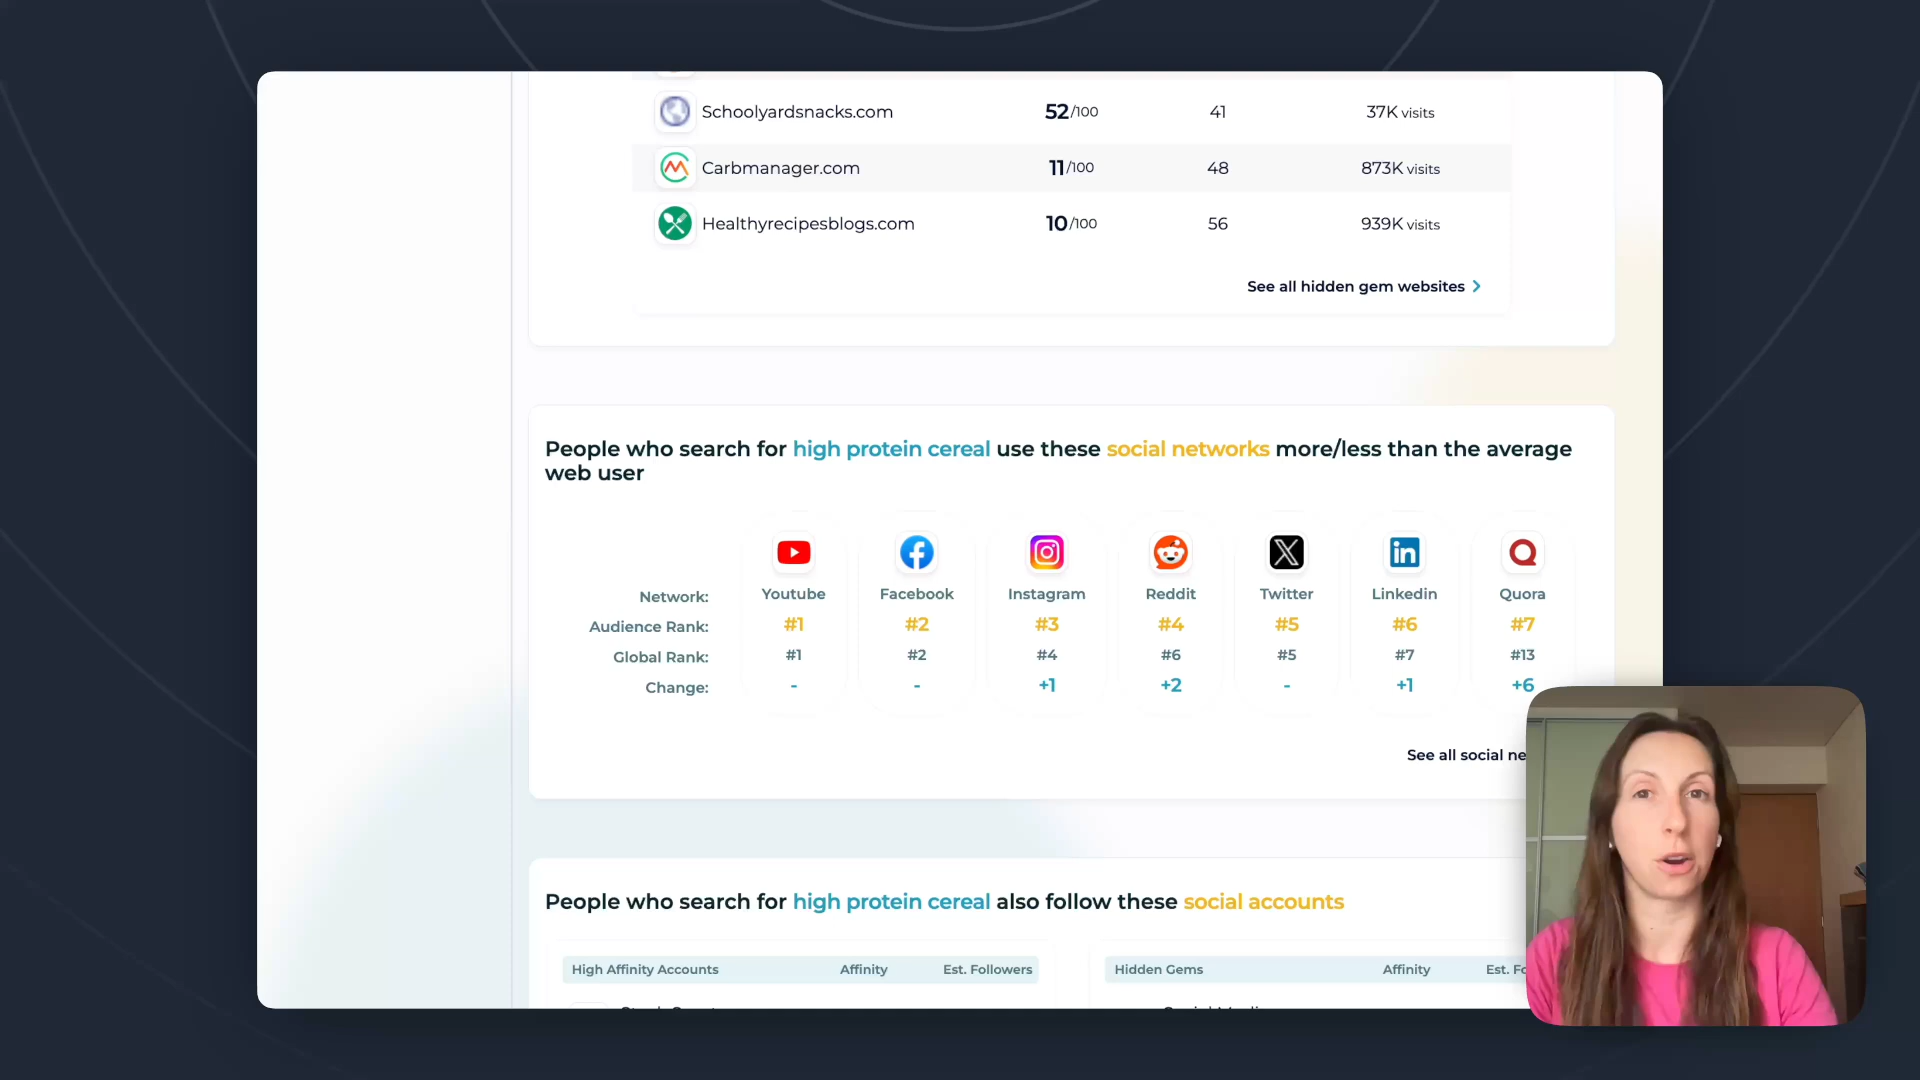 Schoolyardsnacks.com 52/100 41 37K visits
Carbmanager.com 11/100 48 873K visits
Healthyrecipesblogs.com 10/100 56 939K visits
See all hidden gem websites
People who search for high protein cereal use these social networks more/less than the average
web user
Network: Youtube Facebook Instagram Reddit Twitter Linkedin Quora
Audience Rank: #1 #2 #3 #4 #5 #6 #7
Global Rank: #1 #2 #4 #6 #5 #7 #13
Change: - - +1 +2 - +1 +6
See all social ne
People who search for high protein cereal also follow these social accounts
High Affinity Accounts Affinity Est. Followers
Hidden Gems Affinity Est. Fo